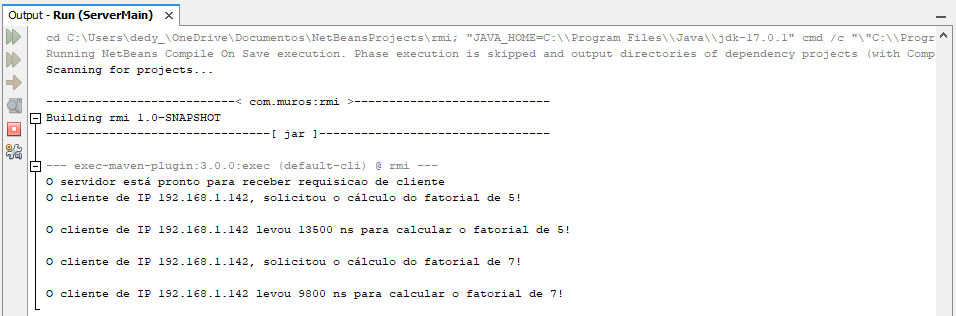 Output - Run (ServerMain) ×
cd C:\Users\dedy_\OneDrive\Documentos\NetBeansProjects\rmi; "JAVA_HOME=C:\\Program Files\\Java\\jdk-17.0.1" cmd /c "\"C:\\Progr
Running NetBeans Compile On Save execution. Phase execution is skipped and output directories of dependency projects (with Comp
Scanning for projects...
--------------------------< com.muros:rmi >---------------------------
Building rmi 1.0-SNAPSHOT
--------------------------------[ jar ]---------------------------------
--- exec-maven-plugin:3.0.0:exec (default-cli) @ rmi ---
O servidor está pronto para receber requisicao de cliente
O cliente de IP 192.168.1.142, solicitou o cálculo do fatorial de 5!
O cliente de IP 192.168.1.142 levou 13500 ns para calcular o fatorial de 5!
O cliente de IP 192.168.1.142, solicitou o cálculo do fatorial de 7!
O cliente de IP 192.168.1.142 levou 9800 ns para calcular o fatorial de 7!